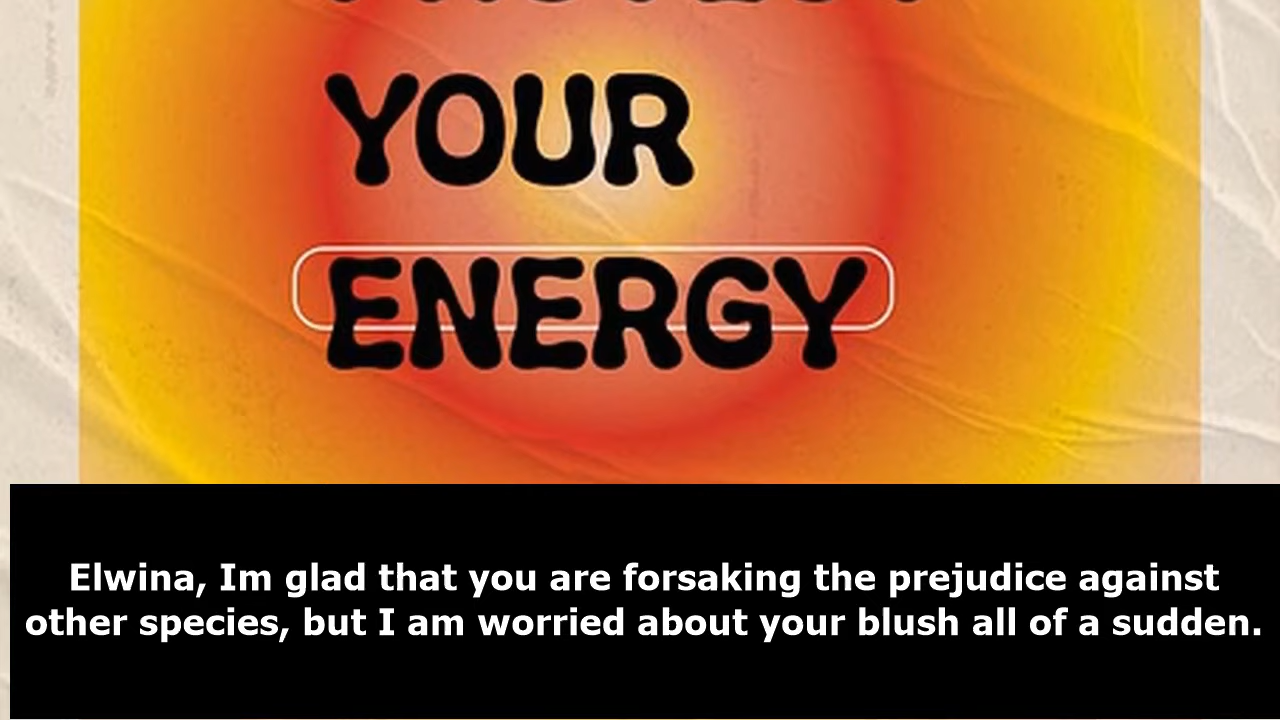 YOUR
ENERGY
Elwina, Im glad that you are forsaking the prejudice against
other species, but I am worried about your blush all of a sudden.